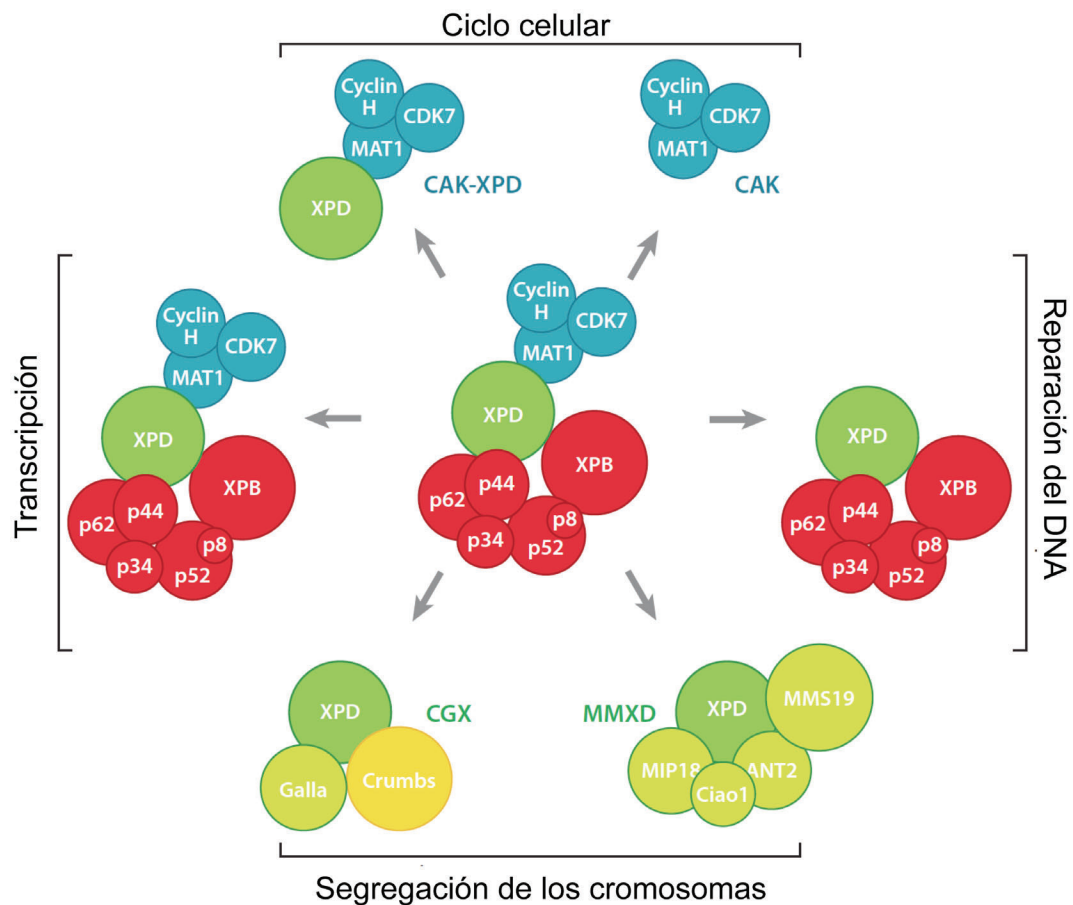 Ciclo celular
Cyclin
H
CDK7
MAT1
CAK-XPD
XPD
Cyclin
H
CDK7
MAT1
CAK
Transcripción
Cyclin
H
CDK7
MAT1
XPD
XPB
p62
p44
p8
p34
p52
Cyclin
H
CDK7
MAT1
XPD
XPB
p62
p44
p8
p34
p52
XPD
XPB
p62
p44
p8
p34
p52
Reparación del DNA
XPD
CGX
Galla
Crumbs
MMXD
XPD
MMS19
MIP18
ANT2
Ciao1
Segregación de los cromosomas